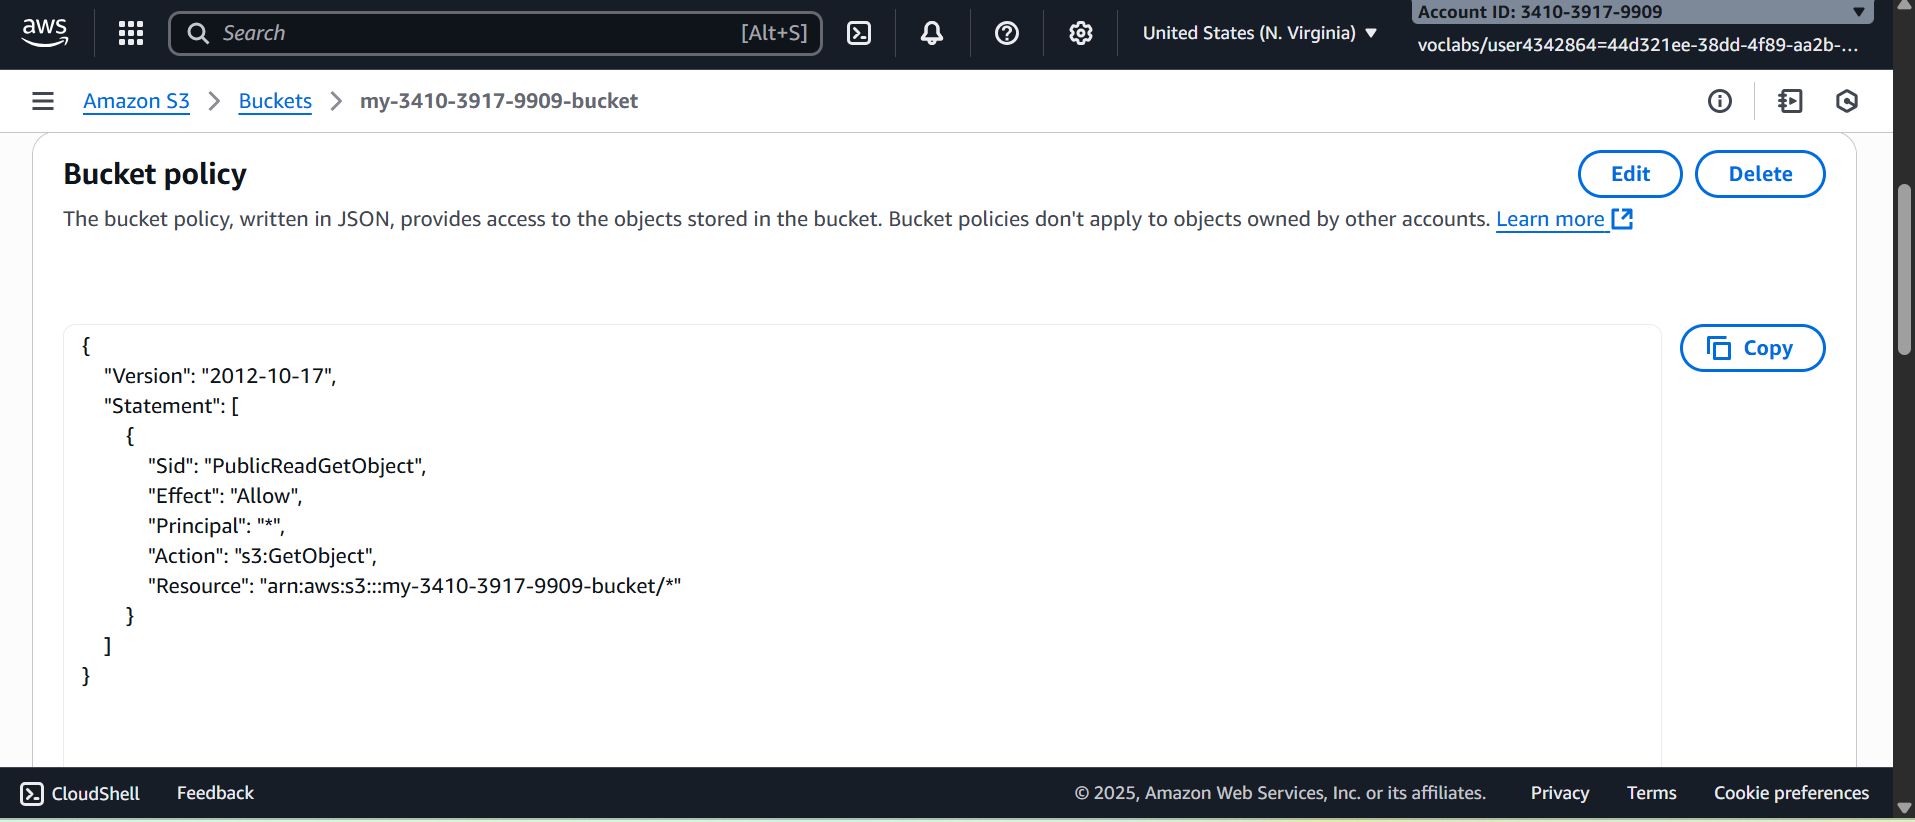 aws
Search [Alt+S]
United States (N. Virginia)
Account ID: 3410-3917-9909
voclabs/user4342864=44d321ee-38dd-4f89-aa2b-...
Amazon S3 > Buckets > my-3410-3917-9909-bucket
Bucket policy
Edit
Delete
The bucket policy, written in JSON, provides access to the objects stored in the bucket. Bucket policies don't apply to objects owned by other accounts. Learn more
Copy
{
"Version": "2012-10-17",
"Statement": [
{
"Sid": "PublicReadGetObject",
"Effect": "Allow",
"Principal": "*",
"Action": "s3:GetObject",
"Resource": "arn:aws:s3:::my-3410-3917-9909-bucket/*"
}
]
}
CloudShell Feedback © 2025, Amazon Web Services, Inc. or its affiliates. Privacy Terms Cookie preferences